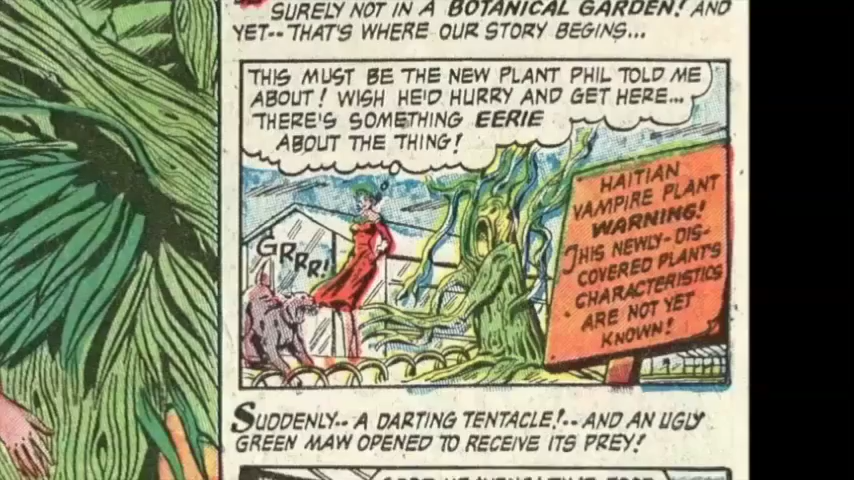 SURELY NOT IN A BOTANICAL GARDEN! AND
YET-- THAT'S WHERE OUR STORY BEGINS...
THIS MUST BE THE NEW PLANT PHIL TOLD ME
ABOUT! WISH HE'D HURRY AND GET HERE...
THERE'S SOMETHING EERIE
ABOUT THE THING!
GRRR!
HAITIAN
VAMPIRE PLANT
WARNING!
THIS NEWLY-DIS-
COVERED PLANT'S
CHARACTERISTICS
ARE NOT YET
KNOWN!
SUDDENLY-- A DARTING TENTACLE!-- AND AN UGLY
GREEN MAW OPENED TO RECEIVE ITS PREY!